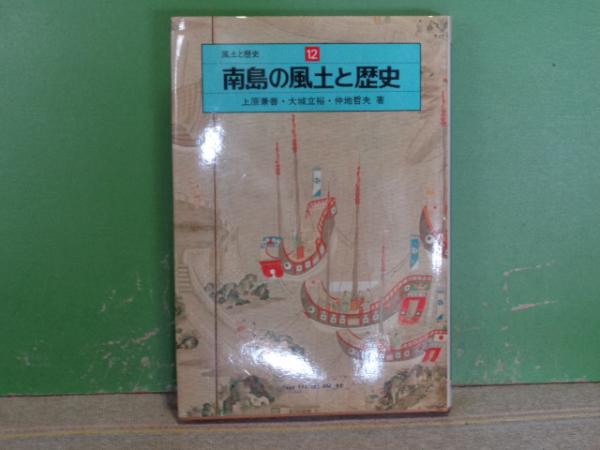 風土と歴史
12
南島の風土と歴史
上原兼善・大城立裕・仲地哲夫 著